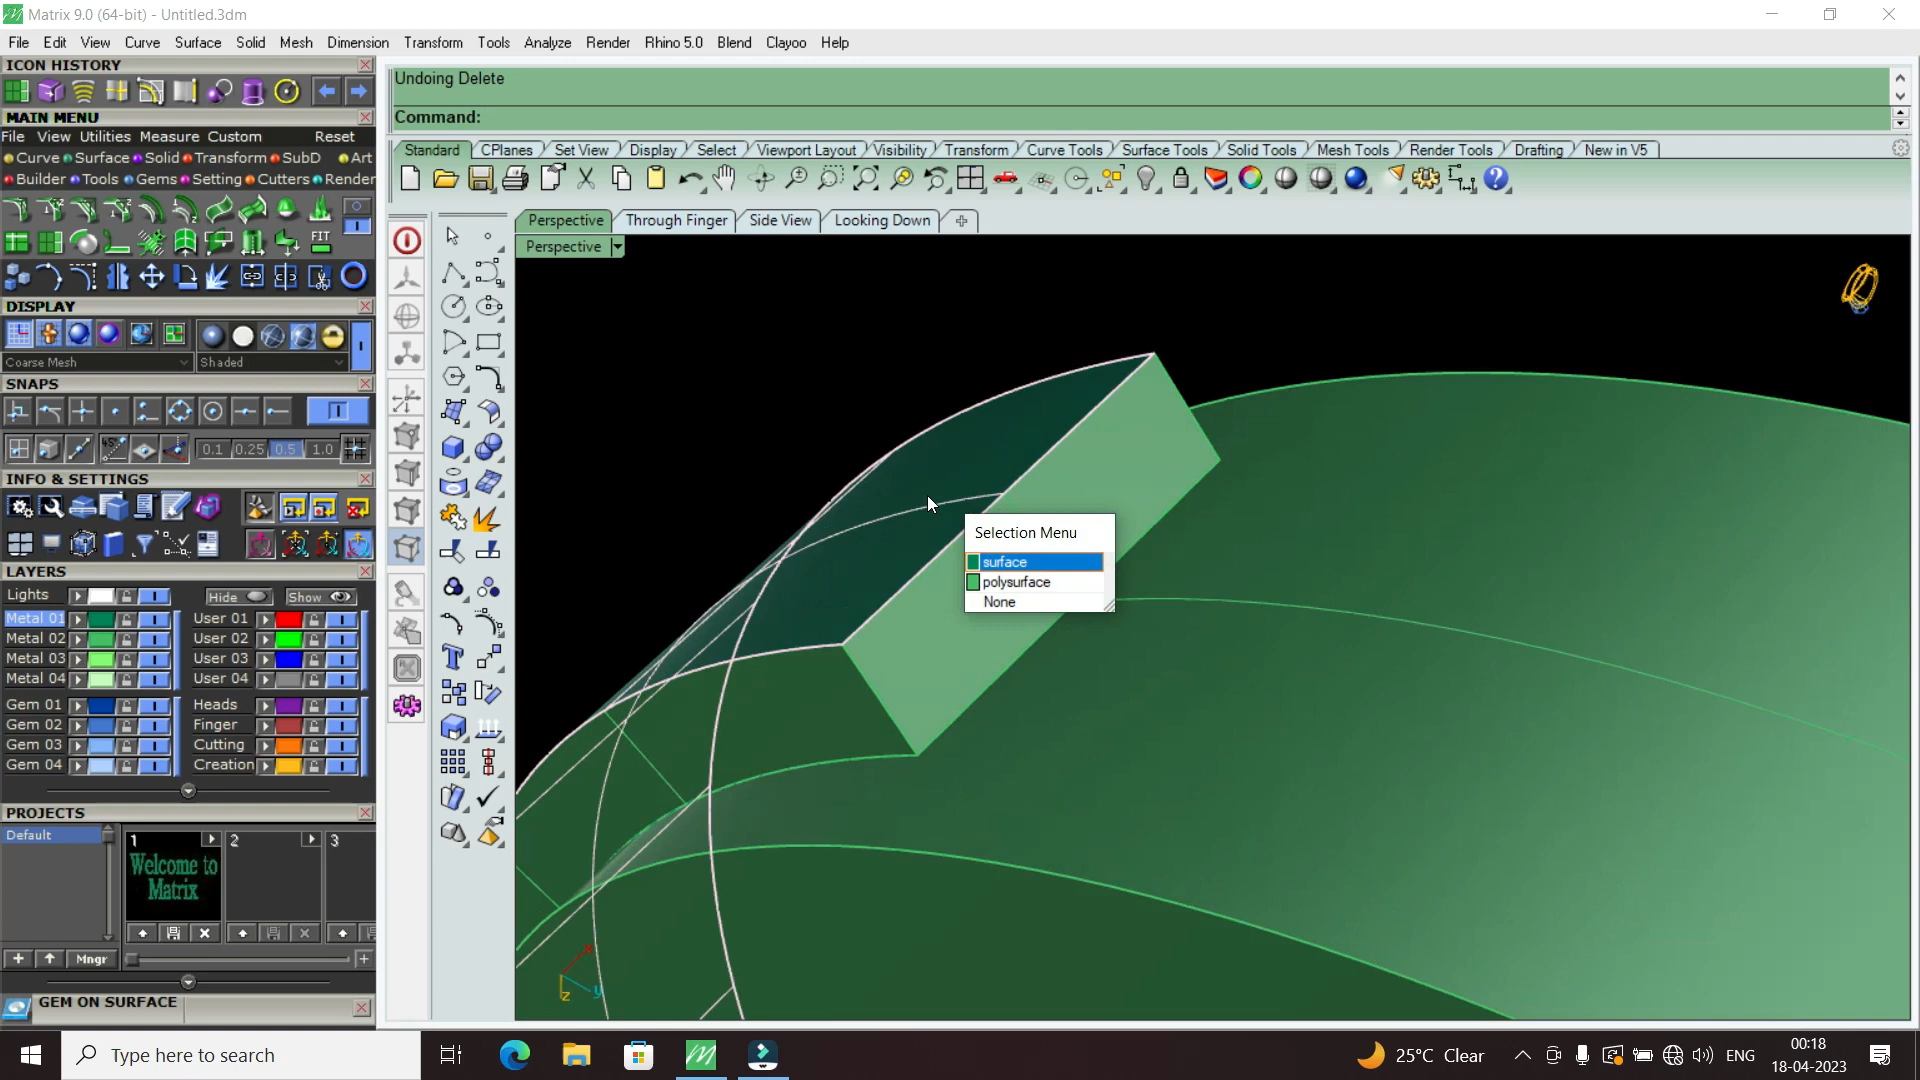 Matrix 9.0 (64-bit) - Untitled.3dm
File Edit View Curve Surface Solid Mesh Dimension Transform Tools Analyze Render Rhino 5.0 Blend Clayoo Help
ICON HISTORY
Undoing Delete
Command:
MAIN MENU
File View Utilities Measure Custom Reset
Curve Surface Solid Transform SubD Art
Builder Tools Gems Setting Cutters Render
Standard CPlanes Set View Display Select Viewport Layout Visibility Transform Curve Tools Surface Tools Solid Tools Mesh Tools Render Tools Drafting New in V5
Perspective Through Finger Side View Looking Down
Perspective
FIT
DISPLAY
Coarse Mesh Shaded
SNAPS
45°
0.1 0.25 0.5 1.0
INFO & SETTINGS
Selection Menu
surface
polysurface
None
LAYERS
Lights Hide Show
Metal 01 User 01
Metal 02 User 02
Metal 03 User 03
Metal 04 User 04
Gem 01 Heads
Gem 02 Finger
Gem 03 Cutting
Gem 04 Creation
PROJECTS
Default 1 2 3
Welcome to
Matrix
Mngr
GEM ON SURFACE
x
y
z
Type here to search
25°C Clear
ENG
00:18
18-04-2023